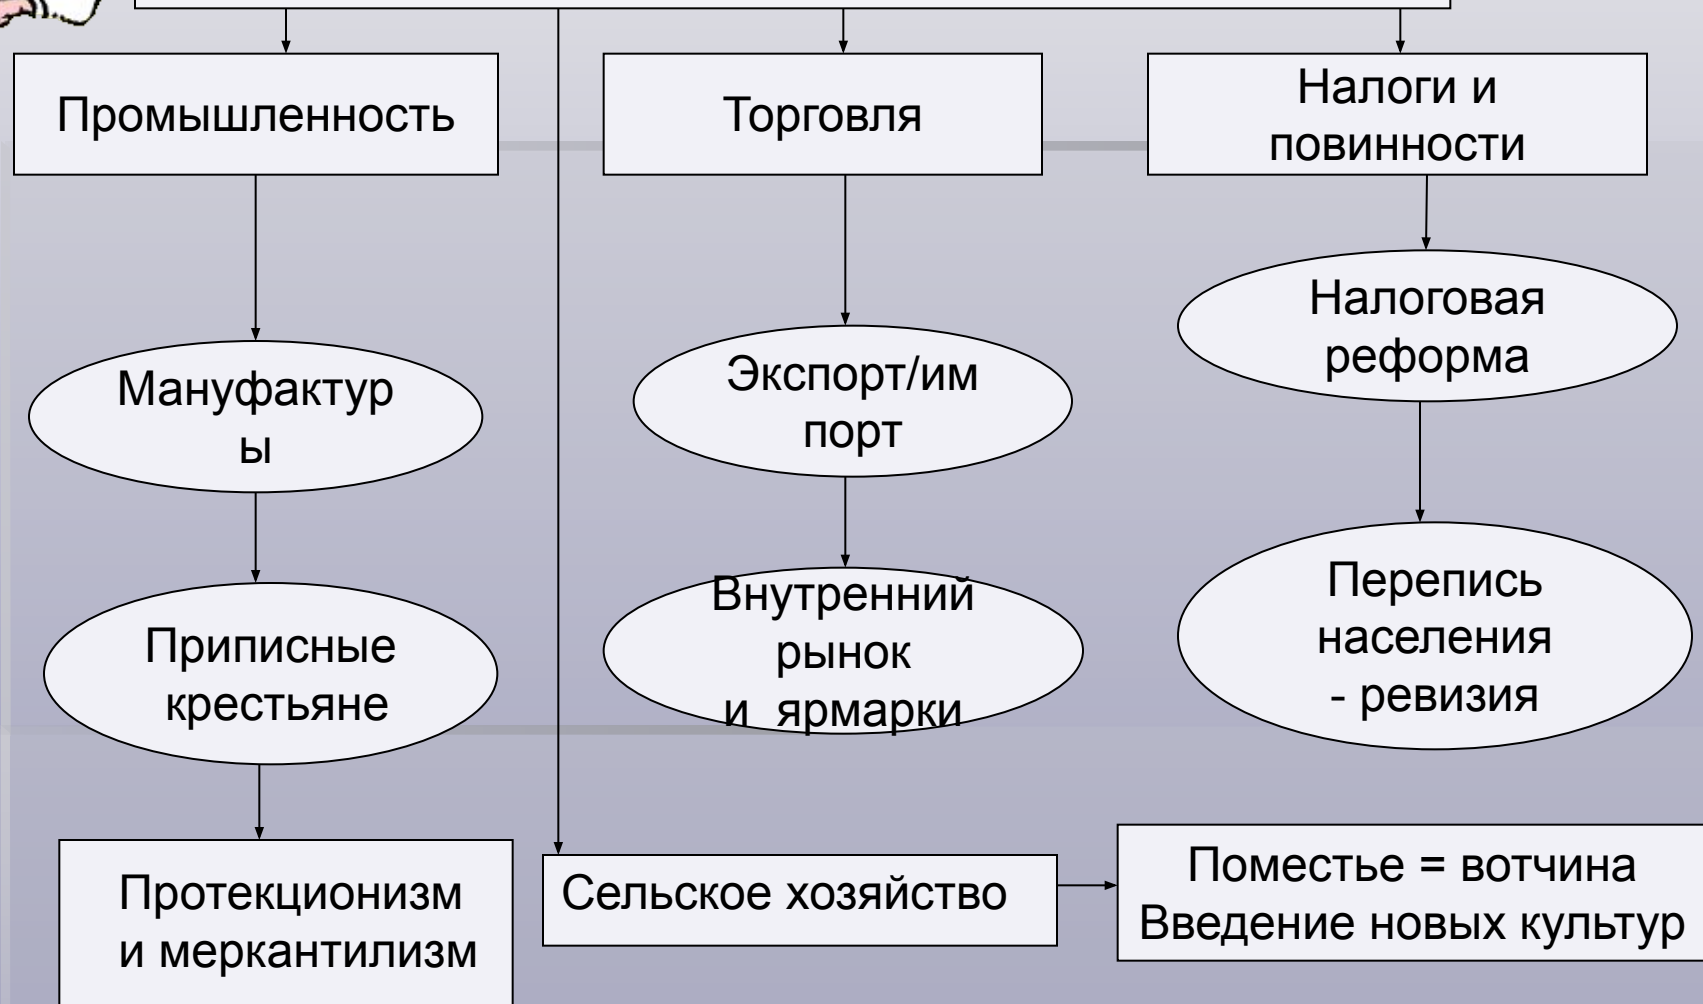 Промышленность
Торговля
Налоги и
повинности
Мануфактур
ы
Экспорт/им
порт
Налоговая
реформа
Приписные
крестьяне
Внутренний
рынок
и ярмарки
Перепись
населения
- ревизия
Протекционизм
и меркантилизм
Сельское хозяйство
Поместье = вотчина
Введение новых культур